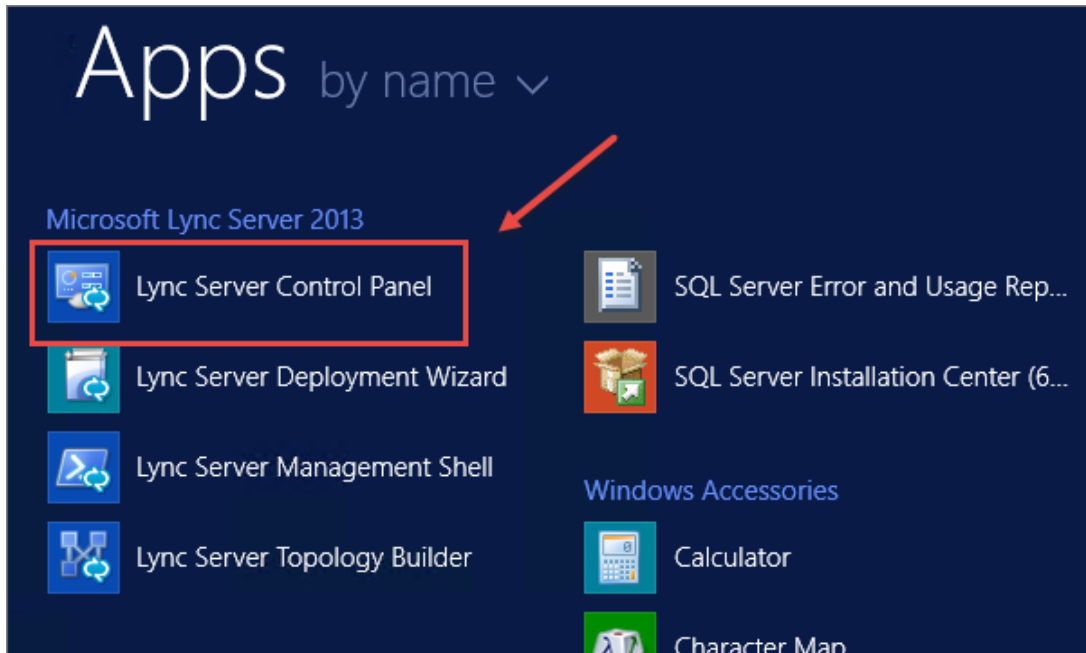 Apps by name
Microsoft Lync Server 2013
Lync Server Control Panel
Lync Server Deployment Wizard
Lync Server Management Shell
Lync Server Topology Builder
SQL Server Error and Usage Rep...
SQL Server Installation Center (6...
Windows Accessories
Calculator
Character Map